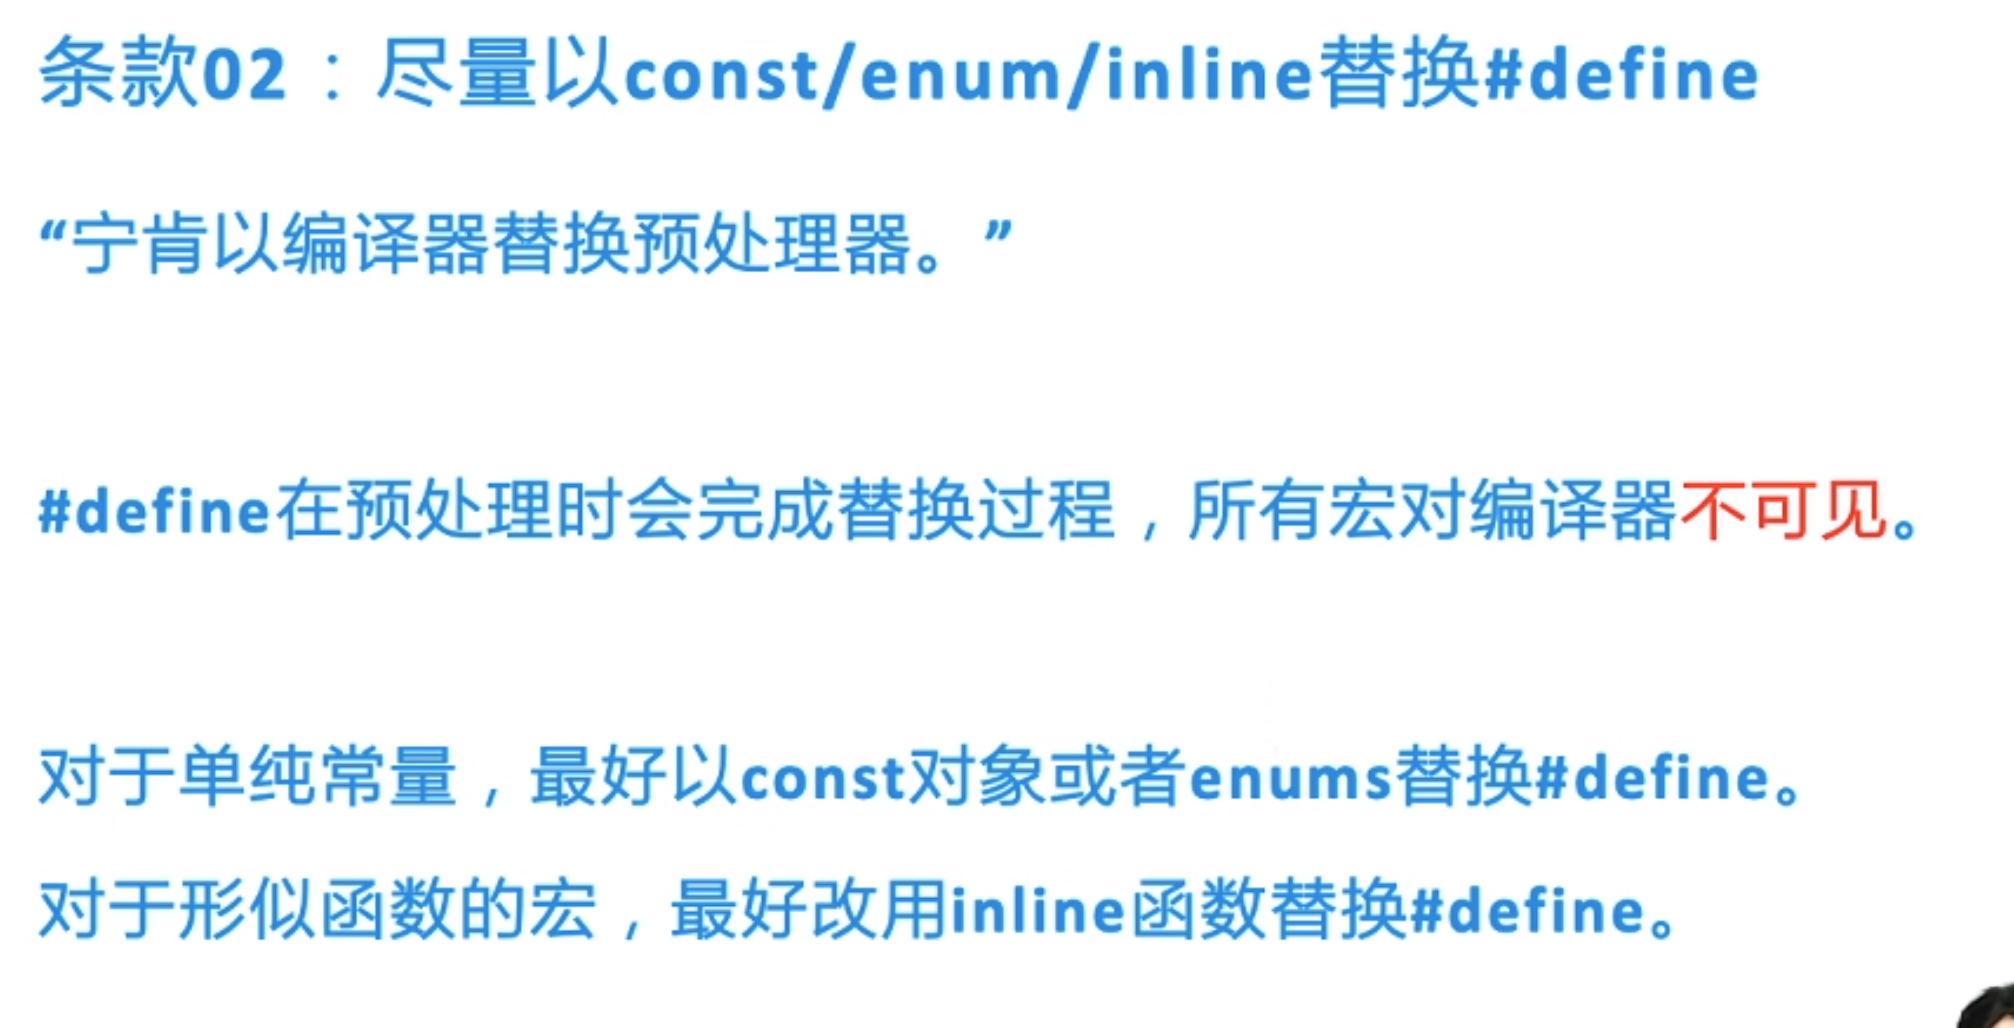 条款02：尽量以const/enum/inline替换#define
“宁肯以编译器替换预处理器。”
#define在预处理时会完成替换过程，所有宏对编译器不可见。
对于单纯常量，最好以const对象或者enums替换#define。
对于形似函数的宏，最好改用inline函数替换#define。